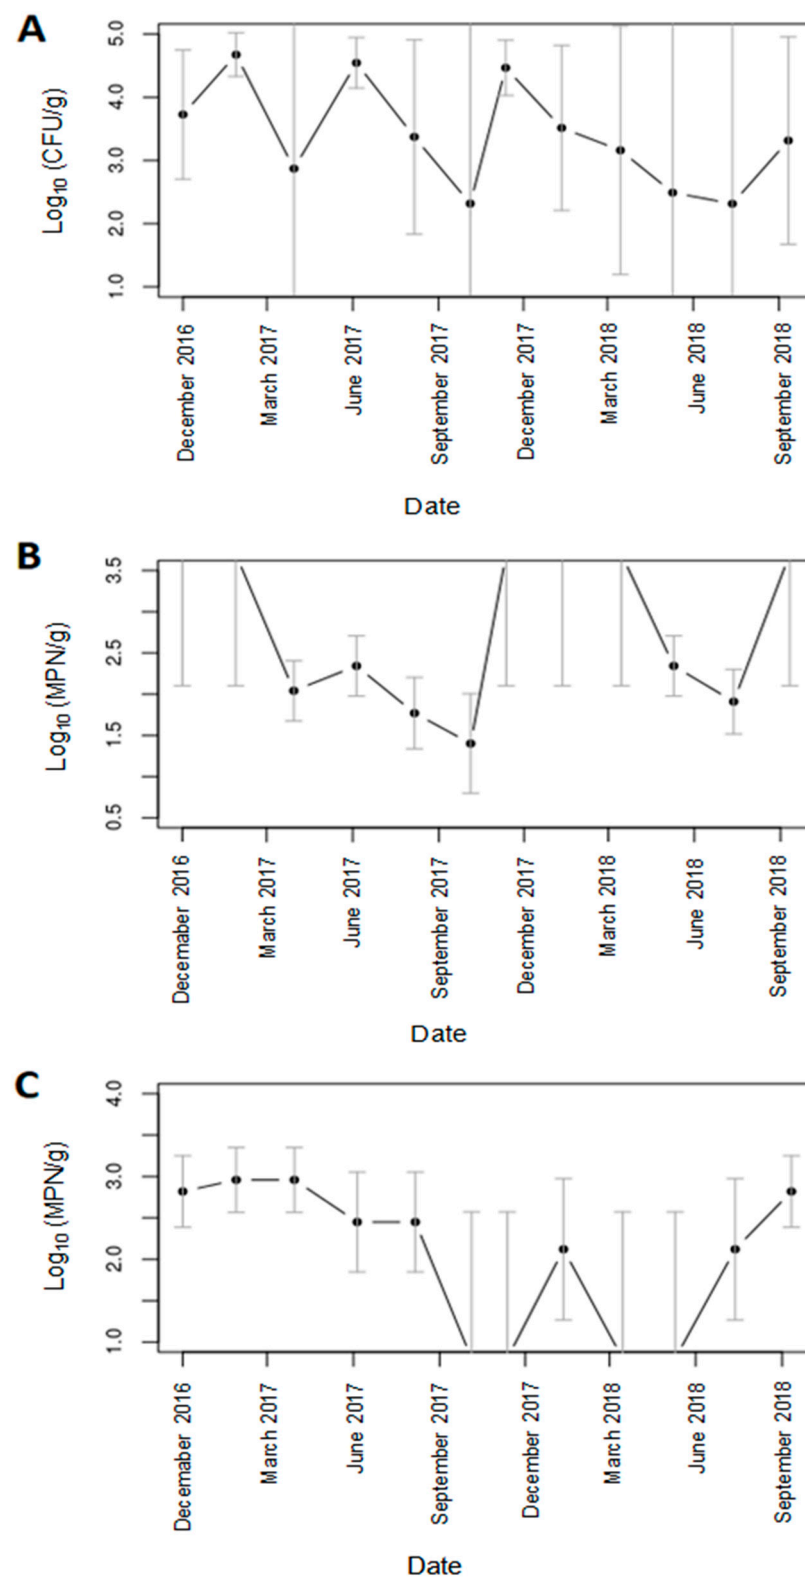 A
Log₁₀ (CFU/g)
5.0
4.0
3.0
2.0
1.0
December 2016
March 2017
June 2017
September 2017
December 2017
March 2018
June 2018
September 2018
Date
B
Log₁₀ (MPN/g)
3.5
2.5
1.5
0.5
Decemaber 2016
March 2017
June 2017
September 2017
December 2017
March 2018
June 2018
September 2018
Date
C
Log₁₀ (MPN/g)
4.0
3.0
2.0
1.0
Decemaber 2016
March 2017
June 2017
September 2017
December 2017
March 2018
June 2018
September 2018
Date